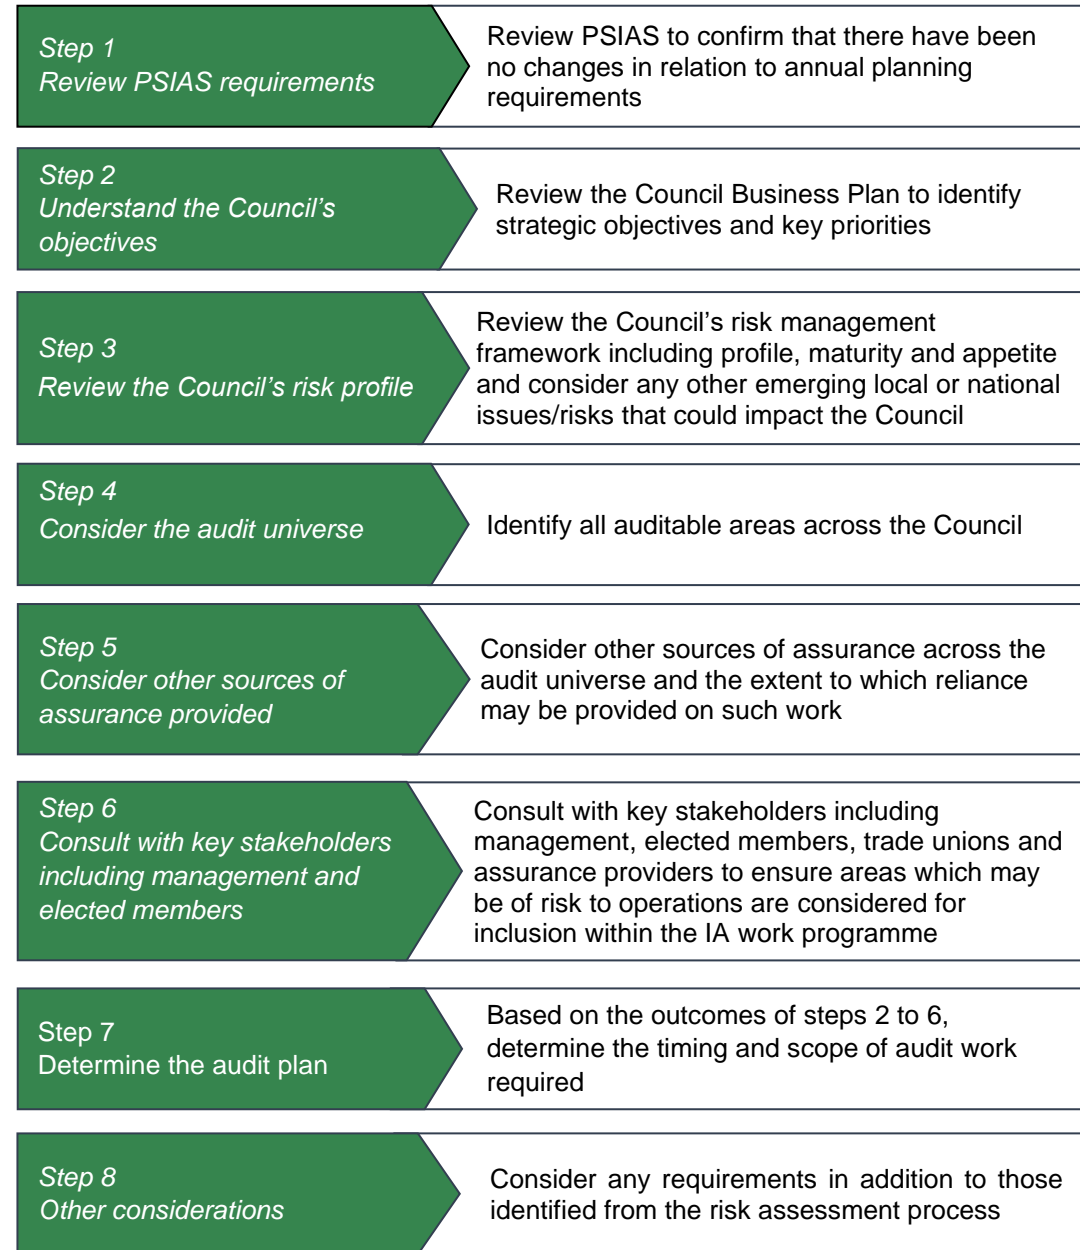 Step 1
Review PSIAS requirements
Review PSIAS to confirm that there have been
no changes in relation to annual planning
requirements
Step 2
Understand the Council's
objectives
Review the Council Business Plan to identify
strategic objectives and key priorities
Step 3
Review the Council's risk profile
Review the Council's risk management
framework including profile, maturity and appetite
and consider any other emerging local or national
issues/risks that could impact the Council
Step 4
Consider the audit universe
Identify all auditable areas across the Council
Step 5
Consider other sources of
assurance provided
Consider other sources of assurance across the
audit universe and the extent to which reliance
may be provided on such work
Step 6
Consult with key stakeholders
including management and
elected members
Consult with key stakeholders including
management, elected members, trade unions and
assurance providers to ensure areas which may
be of risk to operations are considered for
inclusion within the IA work programme
Step 7
Determine the audit plan
Based on the outcomes of steps 2 to 6,
determine the timing and scope of audit work
required
Step 8
Other considerations
Consider any requirements in addition to those
identified from the risk assessment process